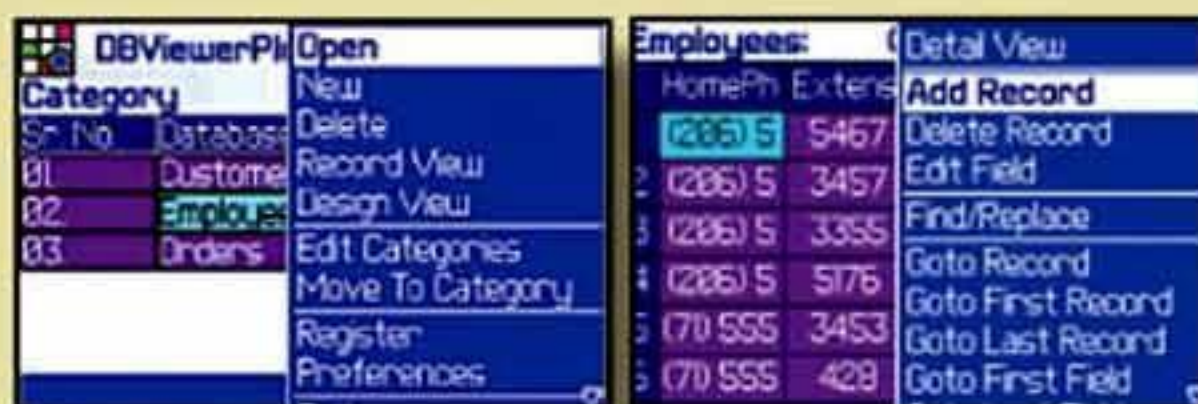 DBViewerPl
Category
Sr No Database
01 Custome
02 Employee
03 Orders
Open
New
Delete
Record View
Design View
Edit Categories
Move To Category
Register
Preferences
Employees:
HomePh Extens
(206) 5 5467
2 (206) 5 3457
3 (206) 5 3355
4 (206) 5 5176
5 (71) 555 3453
6 (71) 555 428
Detail View
Add Record
Delete Record
Edit Field
Find/Replace
Goto Record
Goto First Record
Goto Last Record
Goto First Field